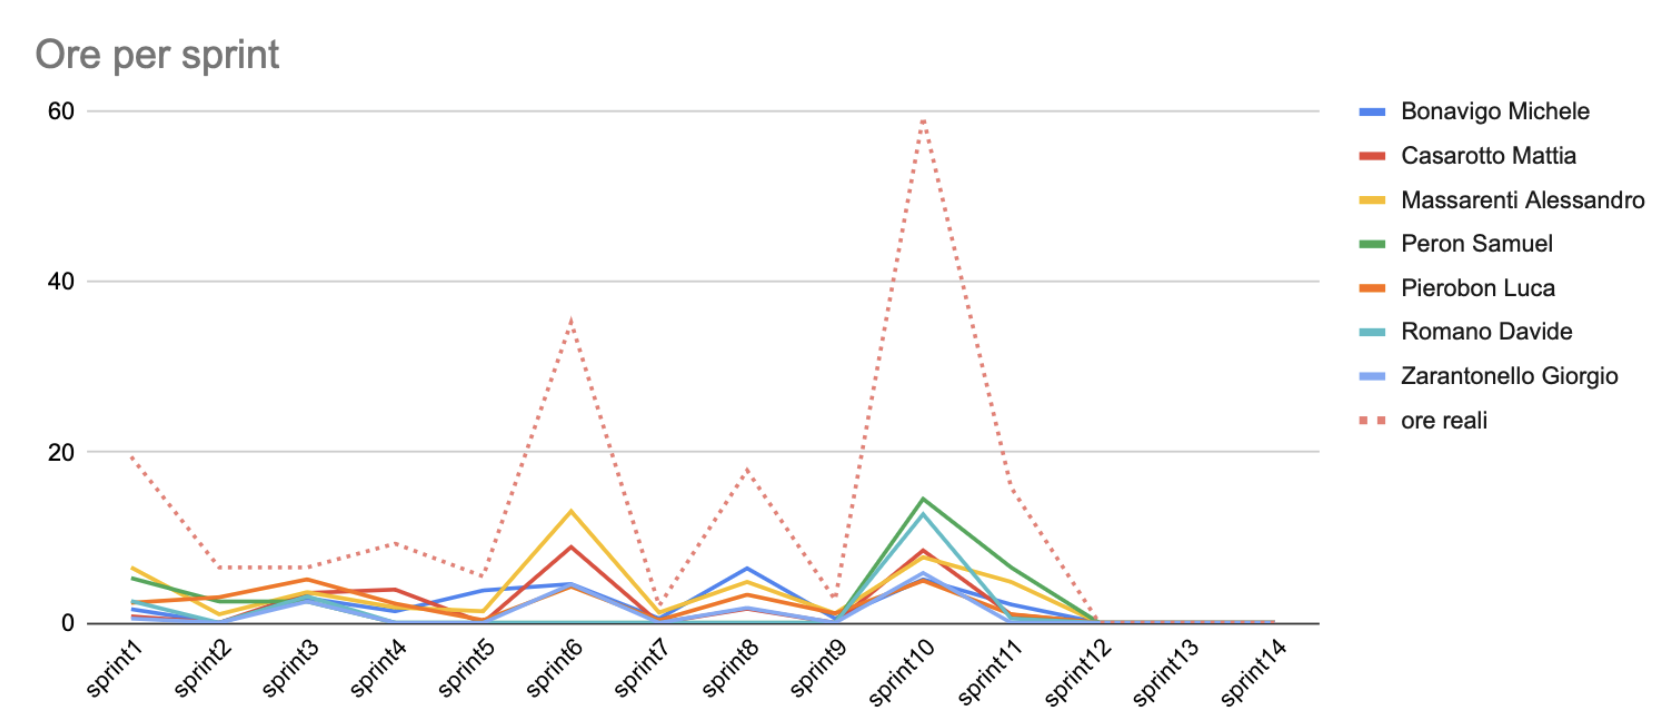 Ore per sprint
60
40
20
0
sprint1
sprint2
sprint3
sprint4
sprint5
sprint6
sprint7
sprint8
sprint9
sprint10
sprint11
sprint12
sprint13
sprint14
Bonavigo Michele
Casarotto Mattia
Massarenti Alessandro
Peron Samuel
Pierobon Luca
Romano Davide
Zarantonello Giorgio
ore reali